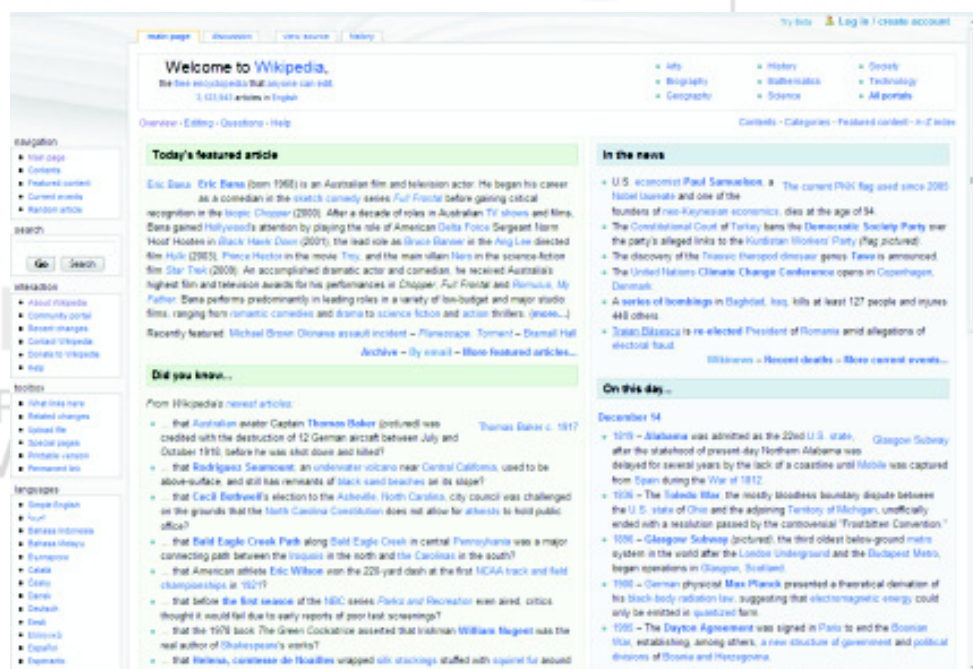 Try Beta Log in / create account
main page discussion view source history
Welcome to Wikipedia,
the free encyclopedia that anyone can edit.
articles in English
Arts
Biography
Geography
History
Mathematics
Science
Society
Technology
All portals
Overview · Editing · Questions · Help
Contents · Categories · Featured content · A–Z index
navigation
Main page
Contents
Featured content
Current events
Random article
search
Go Search
interaction
About Wikipedia
Community portal
Recent changes
Contact Wikipedia
Donate to Wikipedia
Help
toolbox
What links here
Related changes
Upload file
Special pages
Printable version
Permanent link
languages
Simple English
العربية
Bahasa Indonesia
Bahasa Melayu
Български
Català
Česky
Dansk
Deutsch
Eesti
Ελληνικά
Español
Esperanto
Today's featured article
Eric Bana Eric Bana (born 1968) is an Australian film and television actor. He began his career
as a comedian in the sketch comedy series Full Frontal before gaining critical
recognition in the biopic Chopper (2000). After a decade of roles in Australian TV shows and films,
Bana gained Hollywood's attention by playing the role of American Delta Force Sergeant Norm
'Hoot' Hooten in Black Hawk Down (2001), the lead role as Bruce Banner in the Ang Lee directed
film Hulk (2003), Prince Hector in the movie Troy, and the main villain Nero in the science-fiction
film Star Trek (2009). An accomplished dramatic actor and comedian, he received Australia's
highest film and television awards for his performances in Chopper, Full Frontal and Romulus, My
Father. Bana performs predominantly in leading roles in a variety of low-budget and major studio
films, ranging from romantic comedies and drama to science fiction and action thrillers. (more...)
Recently featured: Michael Brown Okinawa assault incident – Planescape: Torment – Bramall Hall
Archive – By email – More featured articles...
Did you know...
From Wikipedia's newest articles:
... that Australian aviator Captain Thomas Baker (pictured) was
Thomas Baker c. 1917
credited with the destruction of 12 German aircraft between July and
October 1918, before he was shot down and killed?
... that Rodriguez Seamount, an underwater volcano near Central California, used to be
above-surface, and still has remnants of black sand beaches on its slope?
... that Cecil Bothwell's election to the Asheville, North Carolina, city council was challenged
on the grounds that the North Carolina Constitution does not allow for atheists to hold public
office?
... that Bald Eagle Creek Path along Bald Eagle Creek in central Pennsylvania was a major
connecting path between the Iroquois in the north and the Carolinas in the south?
... that American athlete Eric Wilson won the 220-yard dash at the first NCAA track and field
championships in 1921?
... that before the first season of the NBC series Parks and Recreation even aired, critics
thought it would fail due to early reports of poor test screenings?
... that the 1978 book The Green Cockatrice asserted that Irishman William Nugent was the
real author of Shakespeare's works?
... that Helena, comtesse de Noailles wrapped silk stockings stuffed with squirrel fur around
In the news
U.S. economist Paul Samuelson, a
The current PKK flag used since 2005
Nobel laureate and one of the
founders of neo-Keynesian economics, dies at the age of 94.
The Constitutional Court of Turkey bans the Democratic Society Party over
the party's alleged links to the Kurdistan Workers' Party (flag pictured).
The discovery of the Triassic theropod dinosaur genus Tawa is announced.
The United Nations Climate Change Conference opens in Copenhagen,
Denmark.
A series of bombings in Baghdad, Iraq, kills at least 127 people and injures
448 others.
Traian Băsescu is re-elected President of Romania amid allegations of
electoral fraud.
Wikinews – Recent deaths – More current events...
On this day...
December 14
1819 – Alabama was admitted as the 22nd U.S. state,
Glasgow Subway
after the statehood of present day Northern Alabama was
delayed for several years by the lack of a coastline until Mobile was captured
from Spain during the War of 1812.
1836 – The Toledo War, the mostly bloodless boundary dispute between
the U.S. state of Ohio and the adjoining Territory of Michigan, unofficially
ended with a resolution passed by the controversial "Frostbitten Convention."
1896 – Glasgow Subway (pictured), the third oldest below-ground metro
system in the world after the London Underground and the Budapest Metro,
began operations in Glasgow, Scotland.
1900 – German physicist Max Planck presented a theoretical derivation of
his black-body radiation law, suggesting that electromagnetic energy could
only be emitted in quantized form.
1995 – The Dayton Agreement was signed in Paris to end the Bosnian
War, establishing, among others, a new structure of government and political
divisions of Bosnia and Herzegovina.